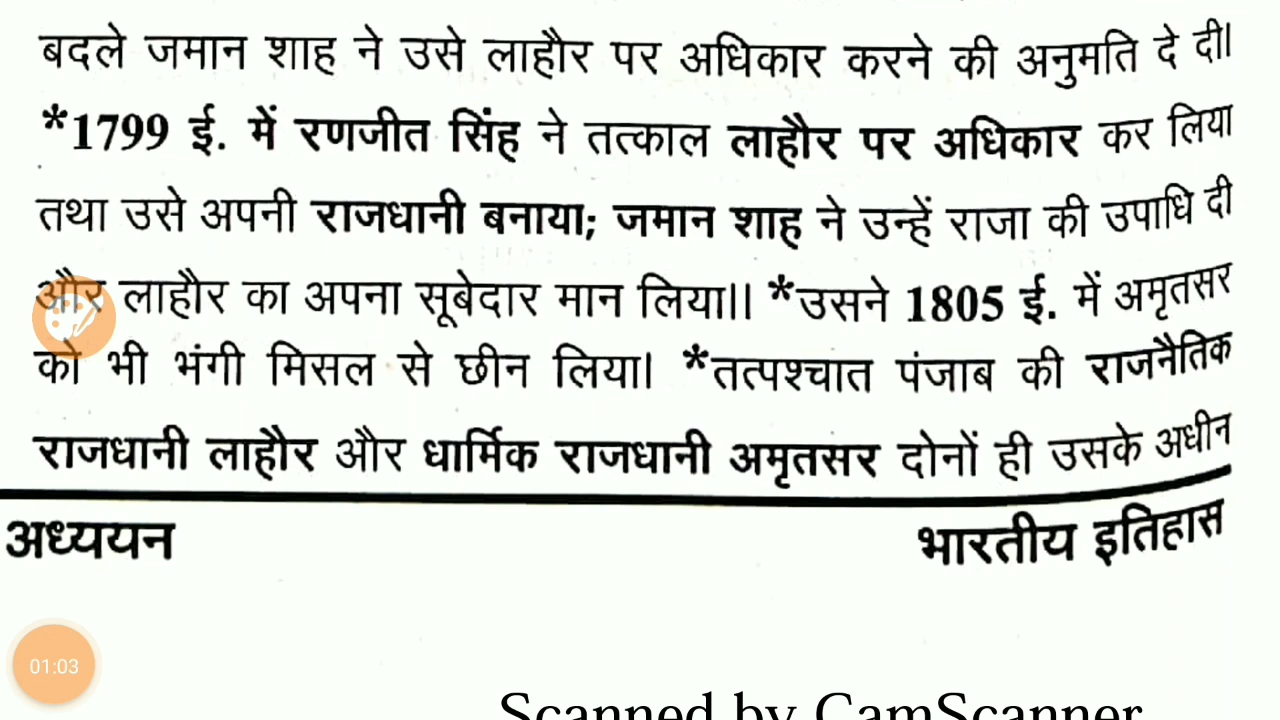 बदले जमान शाह ने उसे लाहौर पर अधिकार करने की अनुमति दे दी।
*1799 ई. में रणजीत सिंह ने तत्काल लाहौर पर अधिकार कर लिया
तथा उसे अपनी राजधानी बनाया; जमान शाह ने उन्हें राजा की उपाधि दी
और लाहौर का अपना सूबेदार मान लिया।। *उसने 1805 ई. में अमृतसर
को भी भंगी मिसल से छीन लिया। *तत्पश्चात पंजाब की राजनैतिक
राजधानी लाहौर और धार्मिक राजधानी अमृतसर दोनों ही उसके अधीन
अध्ययन भारतीय इतिहास
01:03
Scanned by CamScanner